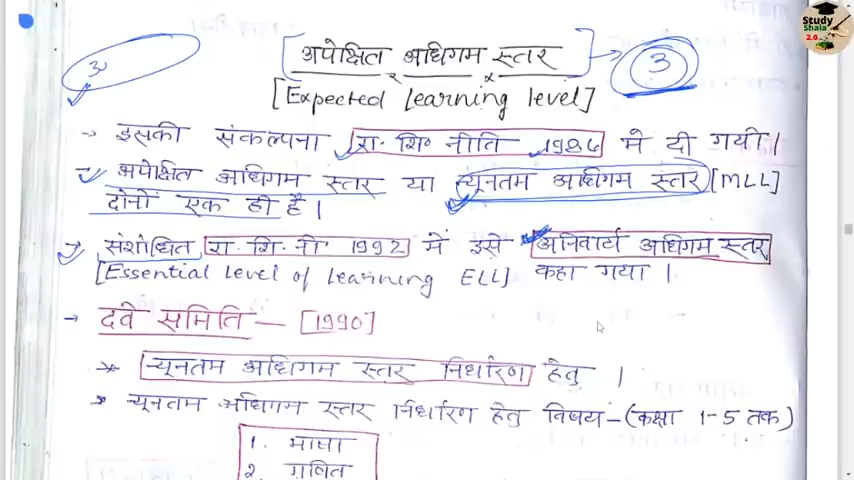 Study
Shala
2.0
3
अपेक्षित अधिगम स्तर
3
[Expected learning level]
→ इसकी संकल्पना रा॰ शि॰ नीति 1986 मे दी गयी।
→ अपेक्षित अधिगम स्तर या न्यूनतम अधिगम स्तर [MLL]
दोनों एक ही है।
→ संशोधित रा. शि. नी. 1992 में इसे अनिवार्य अधिगम स्तर
[Essential level of learning ELL] कहा गया।
→ दवे समिति — [1990]
→ न्यूनतम अधिगम स्तर निर्धारण हेतु।
→ न्यूनतम अधिगम स्तर निर्धारण हेतु विषय - (कक्षा 1-5 तक)
1. भाषा
2. गणित